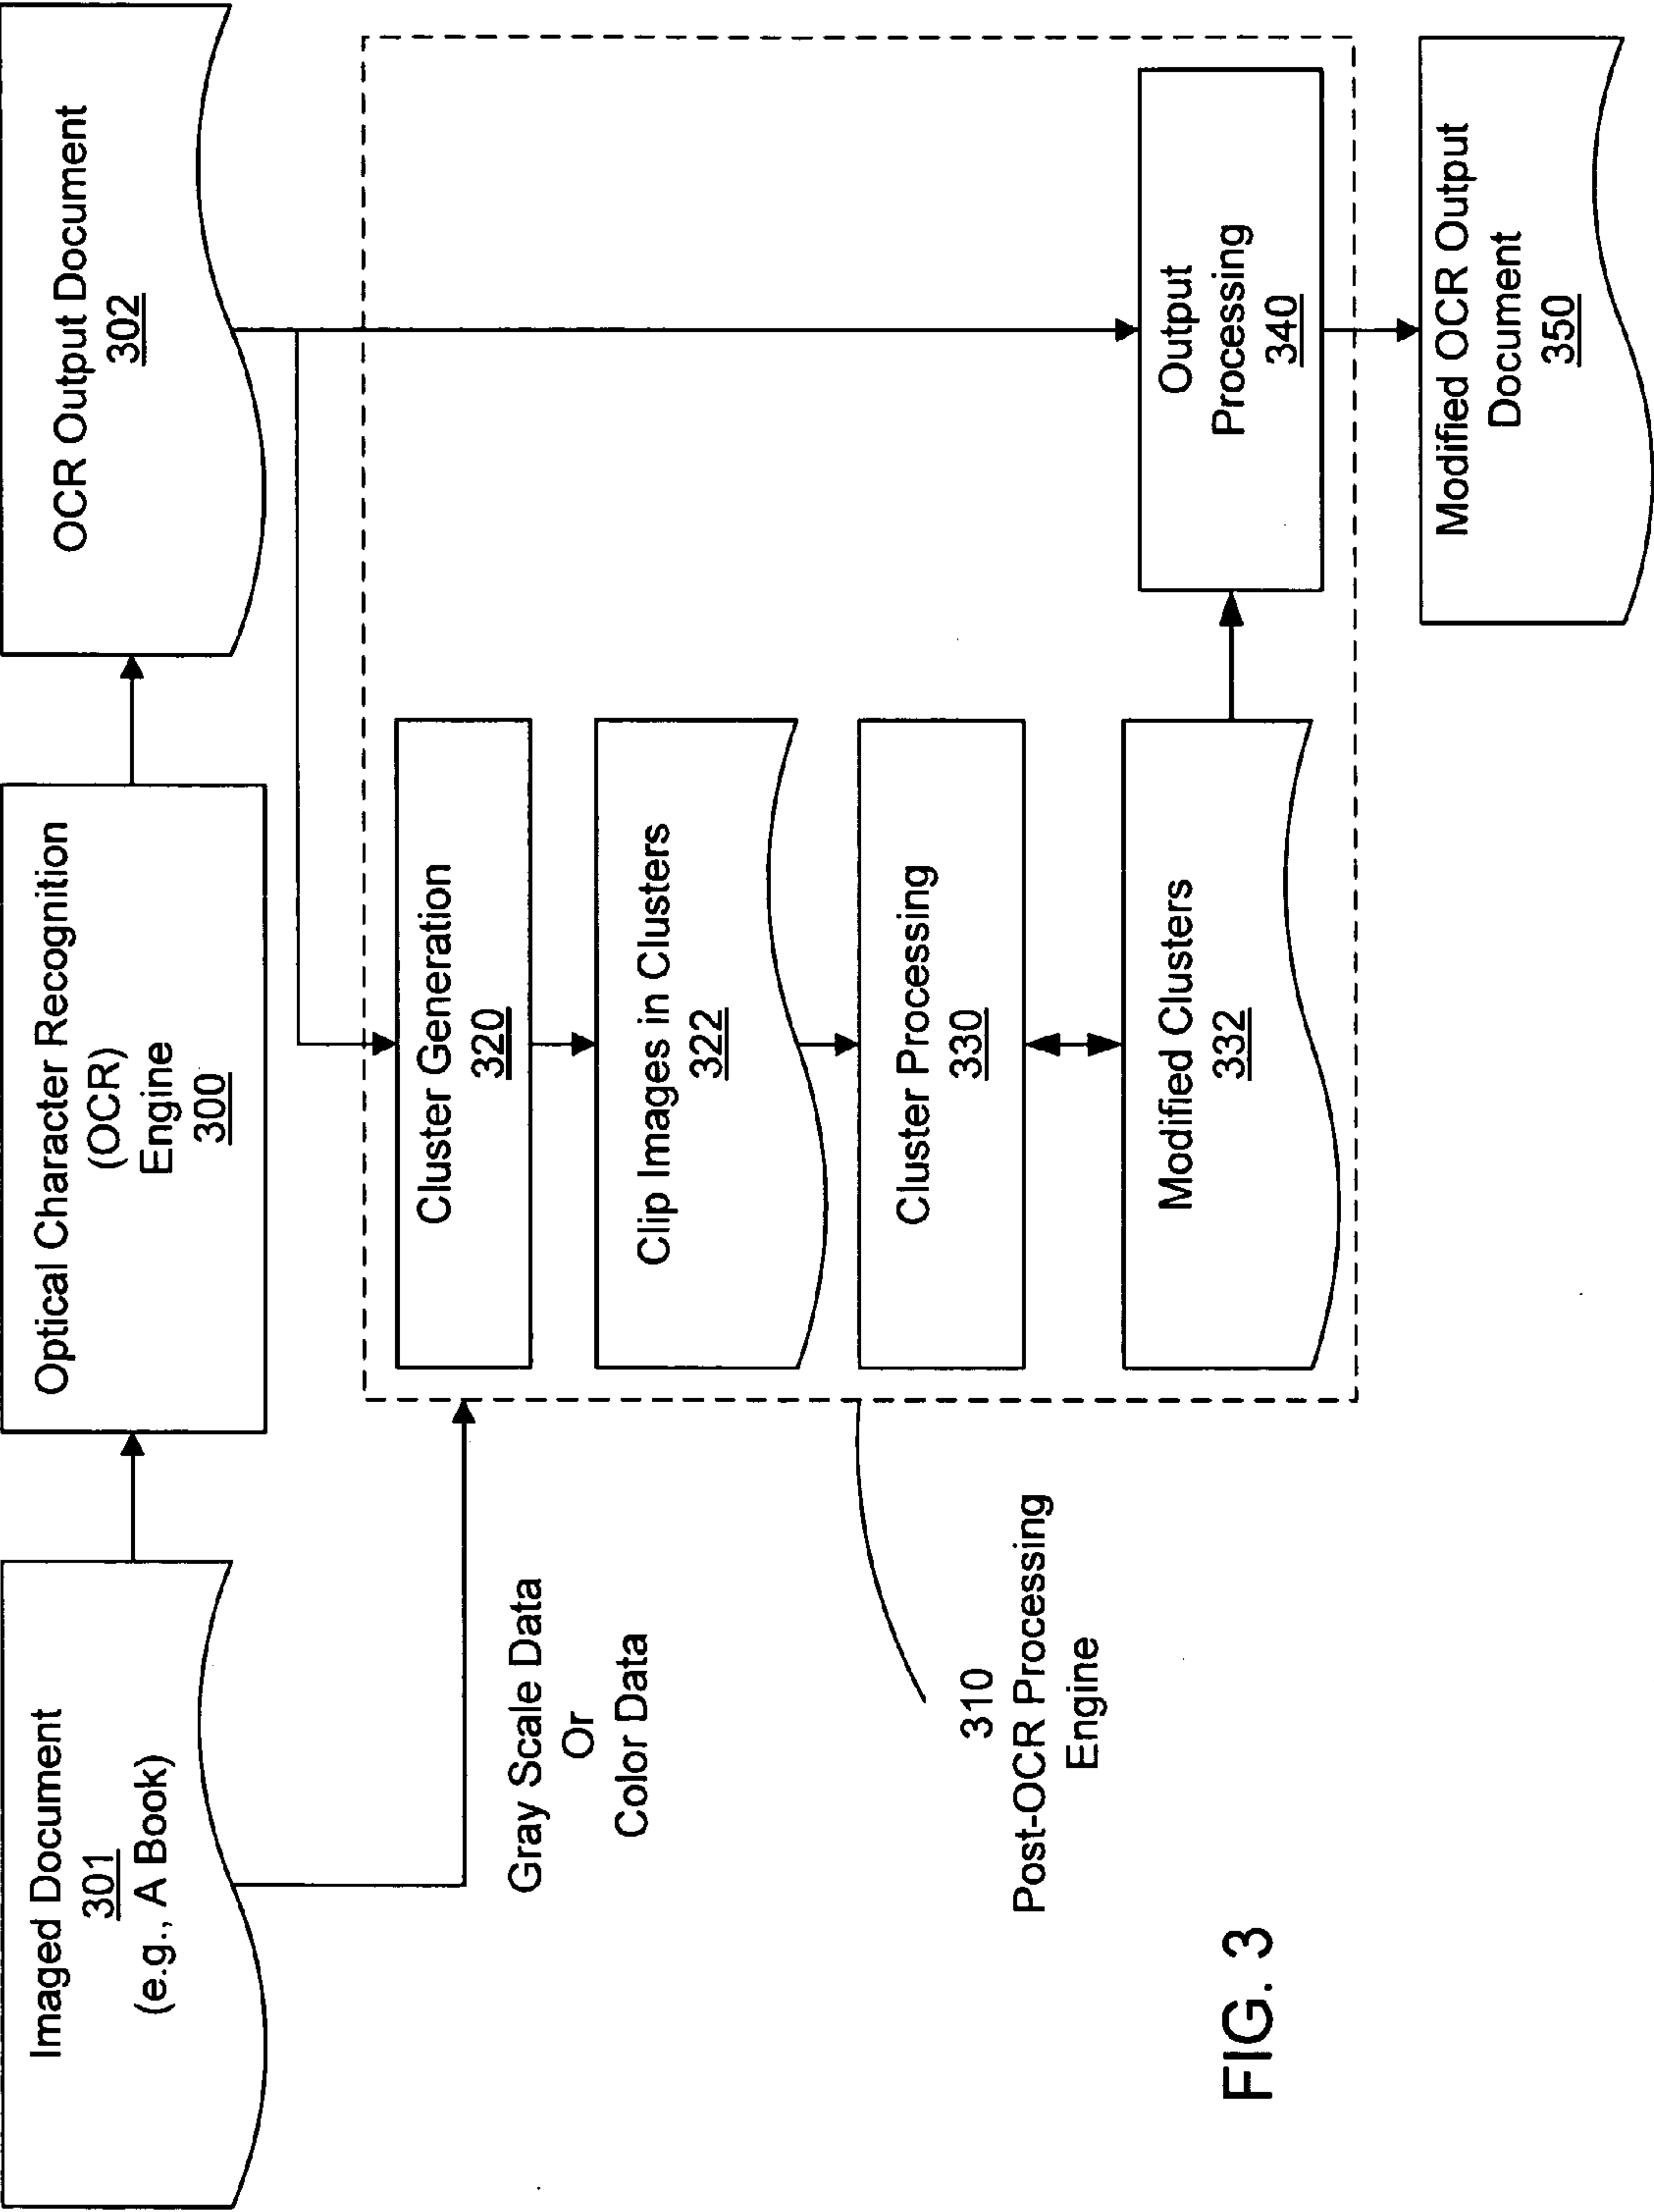 Imaged Document
301
(e.g., A Book)
Optical Character Recognition
(OCR)
Engine
300
OCR Output Document
302
Gray Scale Data
Or
Color Data
310
Post-OCR Processing
Engine
Cluster Generation
320
Clip Images in Clusters
322
Cluster Processing
330
Modified Clusters
332
Output
Processing
340
Modified OCR Output
Document
350
FIG. 3